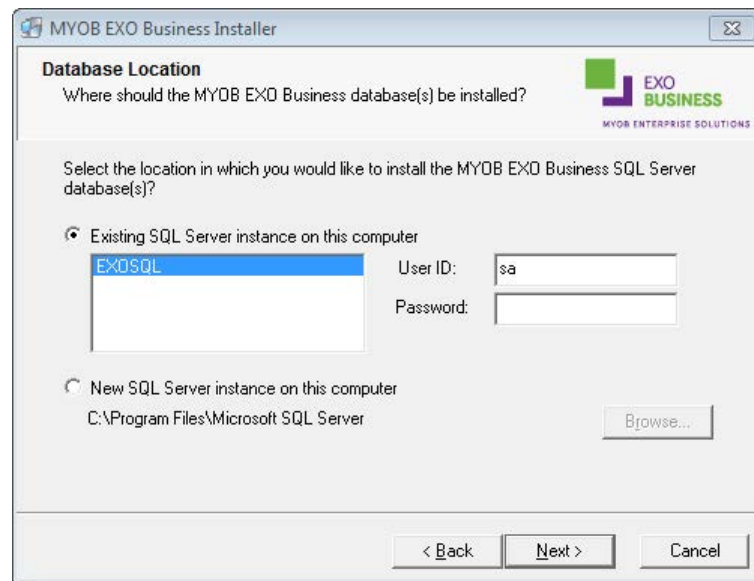 MYOB EXO Business Installer
Database Location
Where should the MYOB EXO Business database(s) be installed?
EXO
BUSINESS
MYOB ENTERPRISE SOLUTIONS
Select the location in which you would like to install the MYOB EXO Business SQL Server
database(s)?
Existing SQL Server instance on this computer
EXOSQL
User ID:
sa
Password:
New SQL Server instance on this computer
C:\Program Files\Microsoft SQL Server
Browse...
< Back
Next >
Cancel